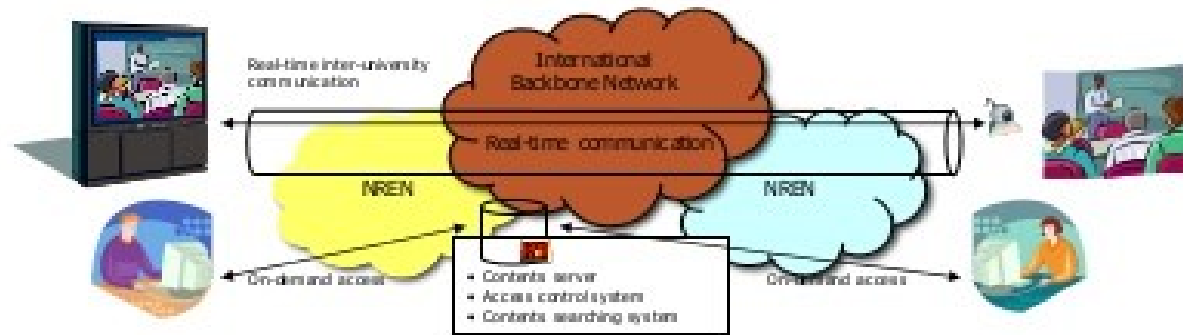 International
Backbone Network
Real-time inter-university
communication
Real-time communication
NREN
NREN
On-demand access
On-demand access
• Contents server
• Access control system
• Contents searching system